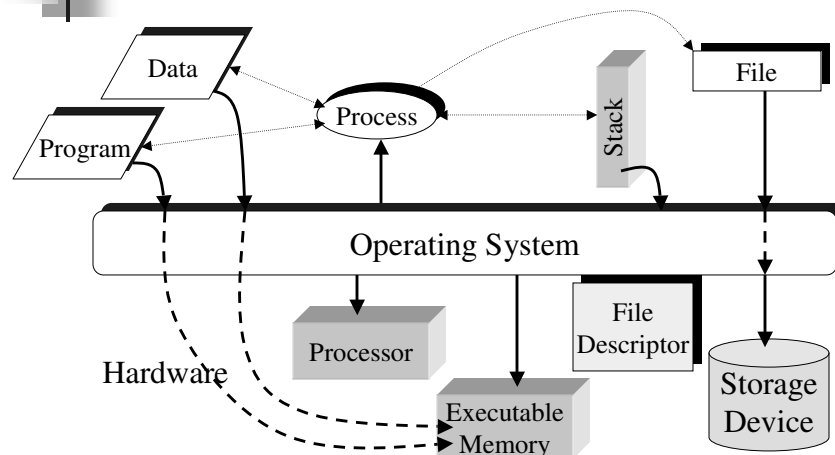 Data
File
Process
Program
Stack
Operating System
File
Descriptor
Processor
Hardware
Storage
Device
Executable
Memory